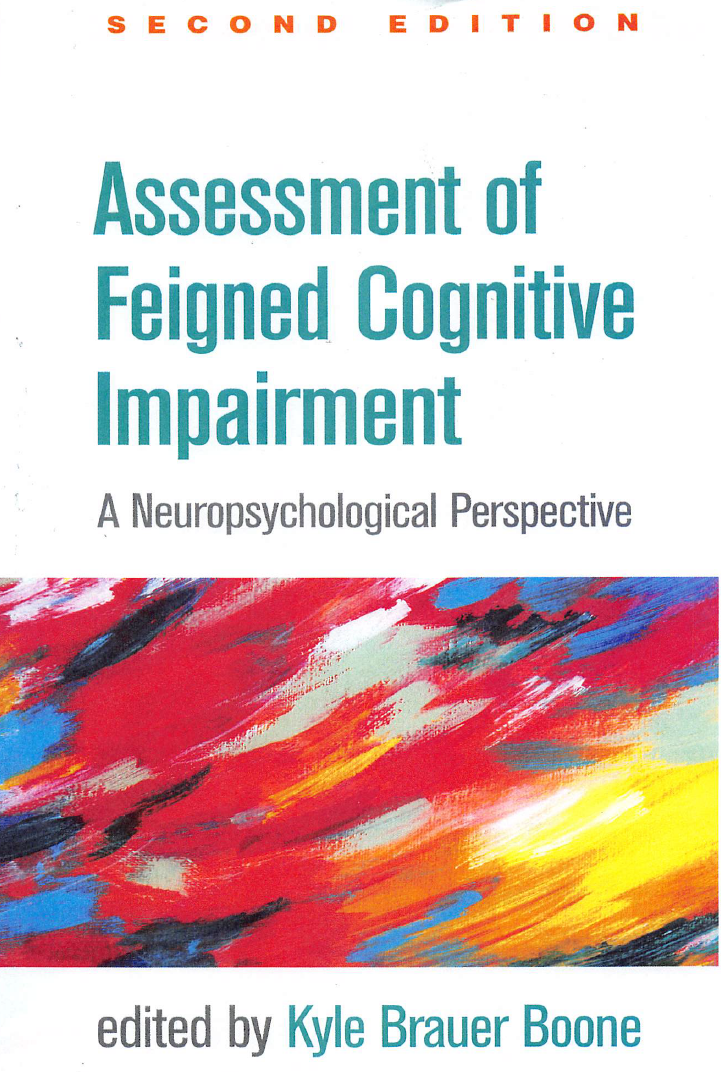 SECOND EDITION
Assessment of
Feigned Cognitive
Impairment
A Neuropsychological Perspective
edited by Kyle Brauer Boone